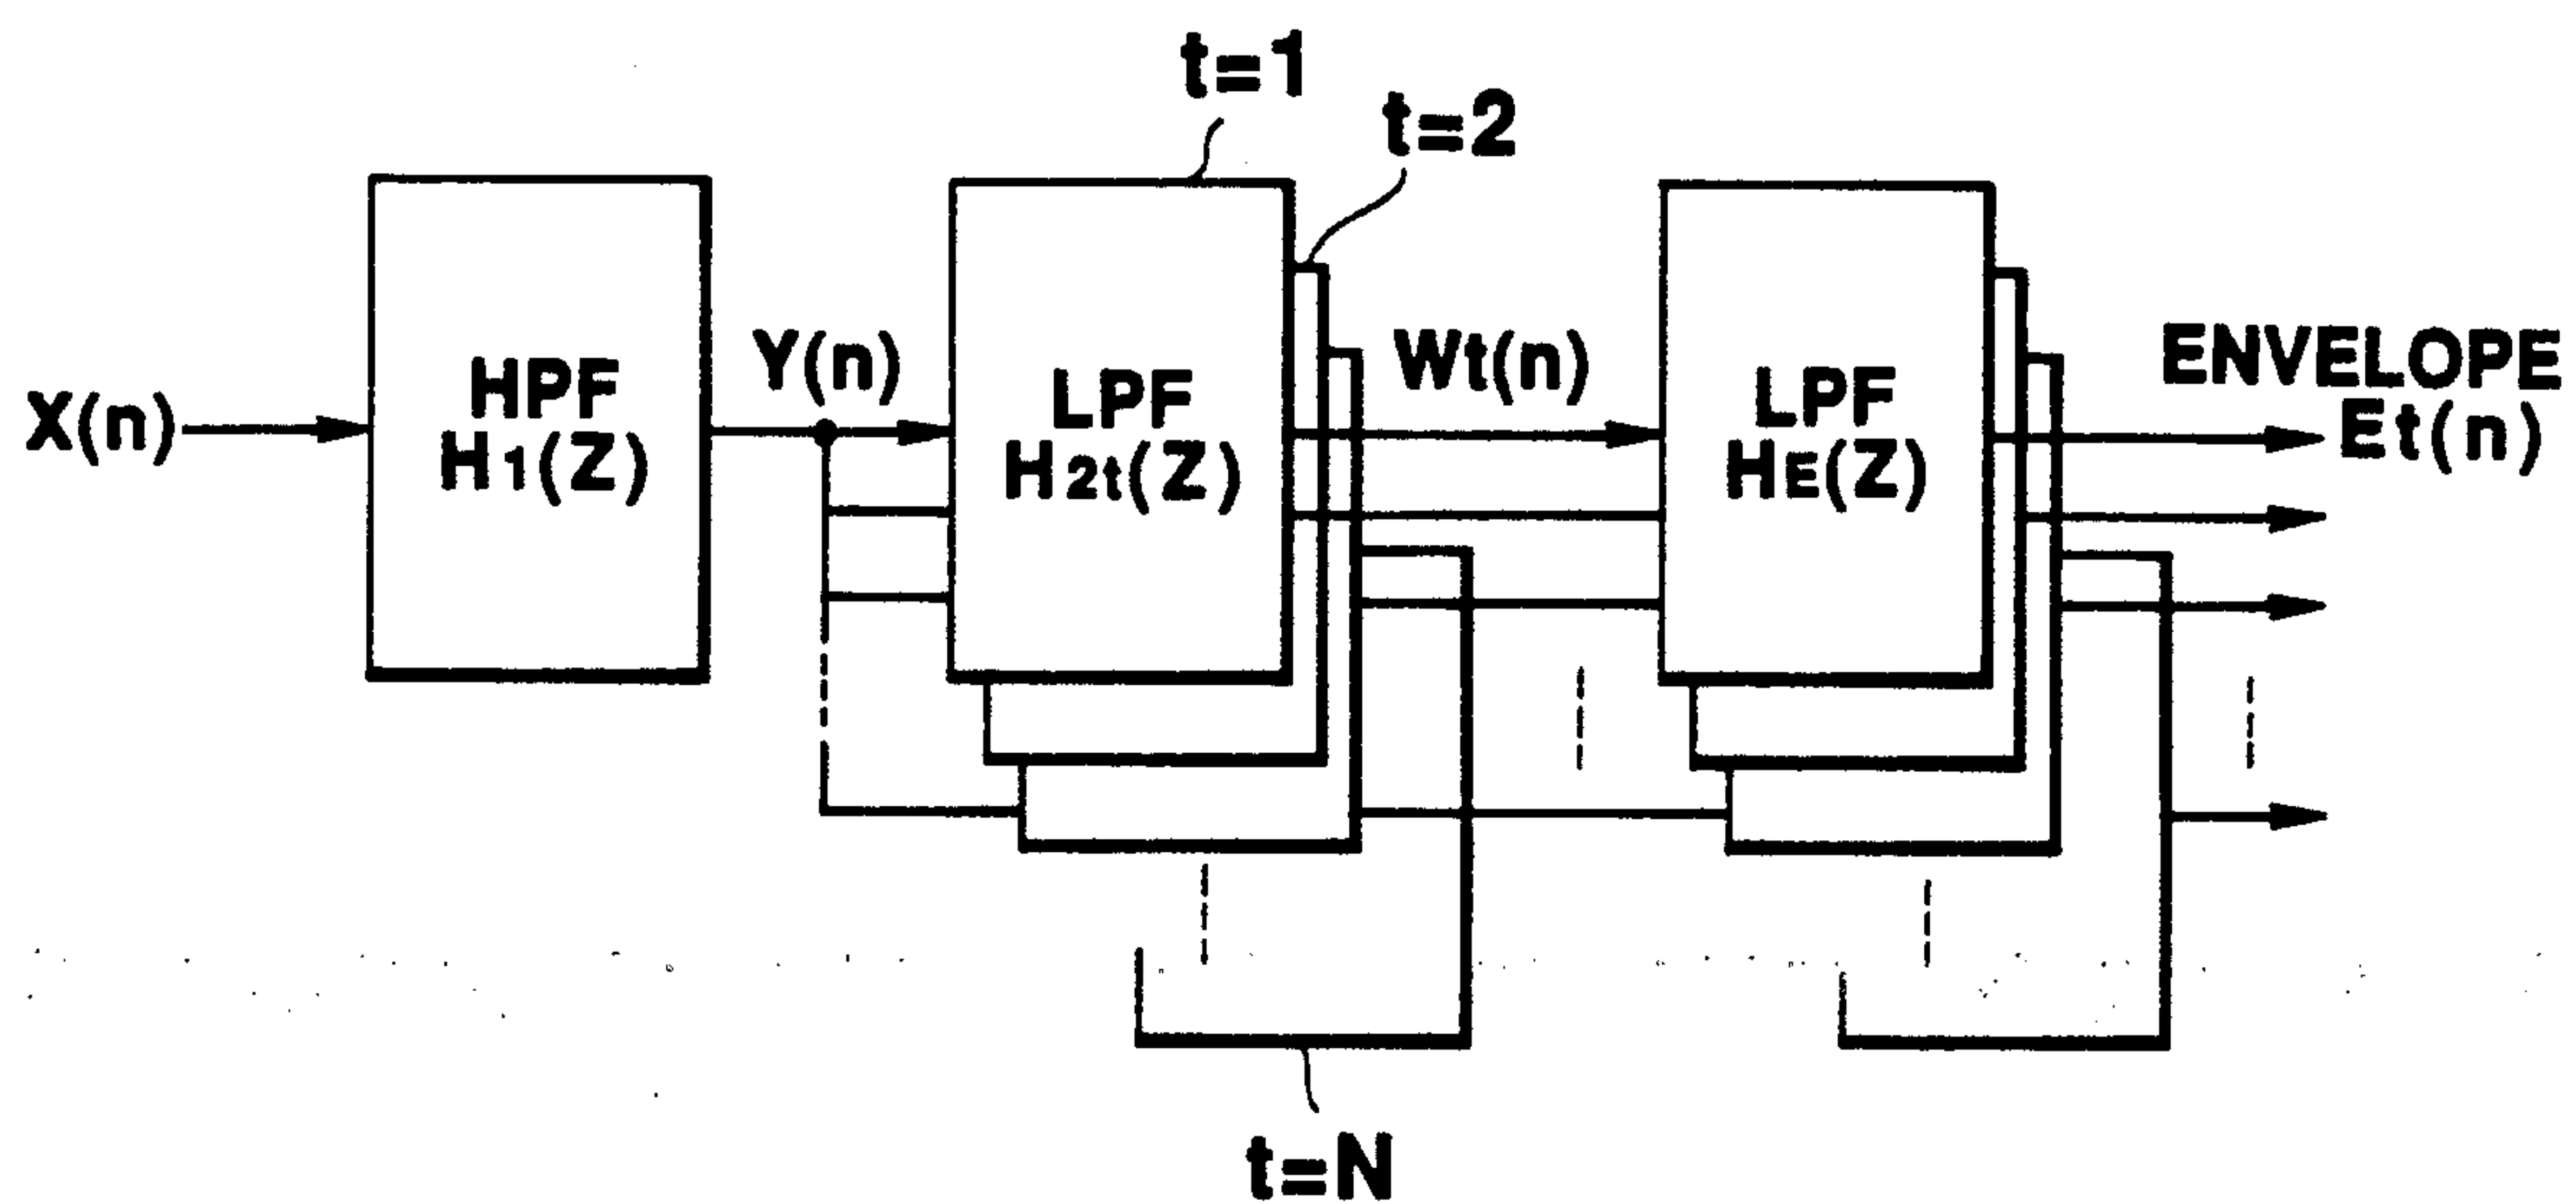 t=1
t=2
X(n)
HPF
H1(Z)
Y(n)
LPF
H2t(Z)
Wt(n)
LPF
HE(Z)
ENVELOPE
Et(n)
t=N